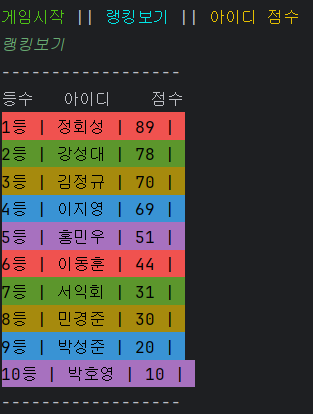 게임시작 || 랭킹보기 || 아이디 점수
랭킹보기
------------------
등수 아이디 점수
1등 | 정회성 | 89 |
2등 | 강성대 | 78 |
3등 | 김정규 | 70 |
4등 | 이지영 | 69 |
5등 | 홍민우 | 51 |
6등 | 이동훈 | 44 |
7등 | 서익회 | 31 |
8등 | 민경준 | 30 |
9등 | 박성준 | 20 |
10등 | 박호영 | 10 |
------------------